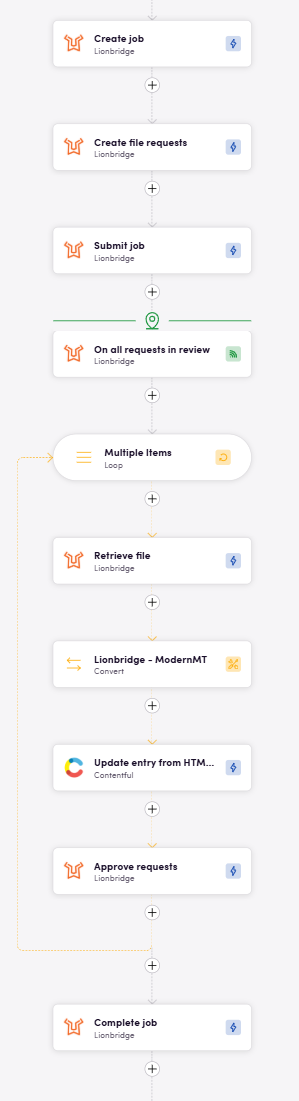 Create job
Lionbridge
Create file requests
Lionbridge
Submit job
Lionbridge
On all requests in review
Lionbridge
Multiple Items
Loop
Retrieve file
Lionbridge
Lionbridge - ModernMT
Convert
Update entry from HTM...
Contentful
Approve requests
Lionbridge
Complete job
Lionbridge